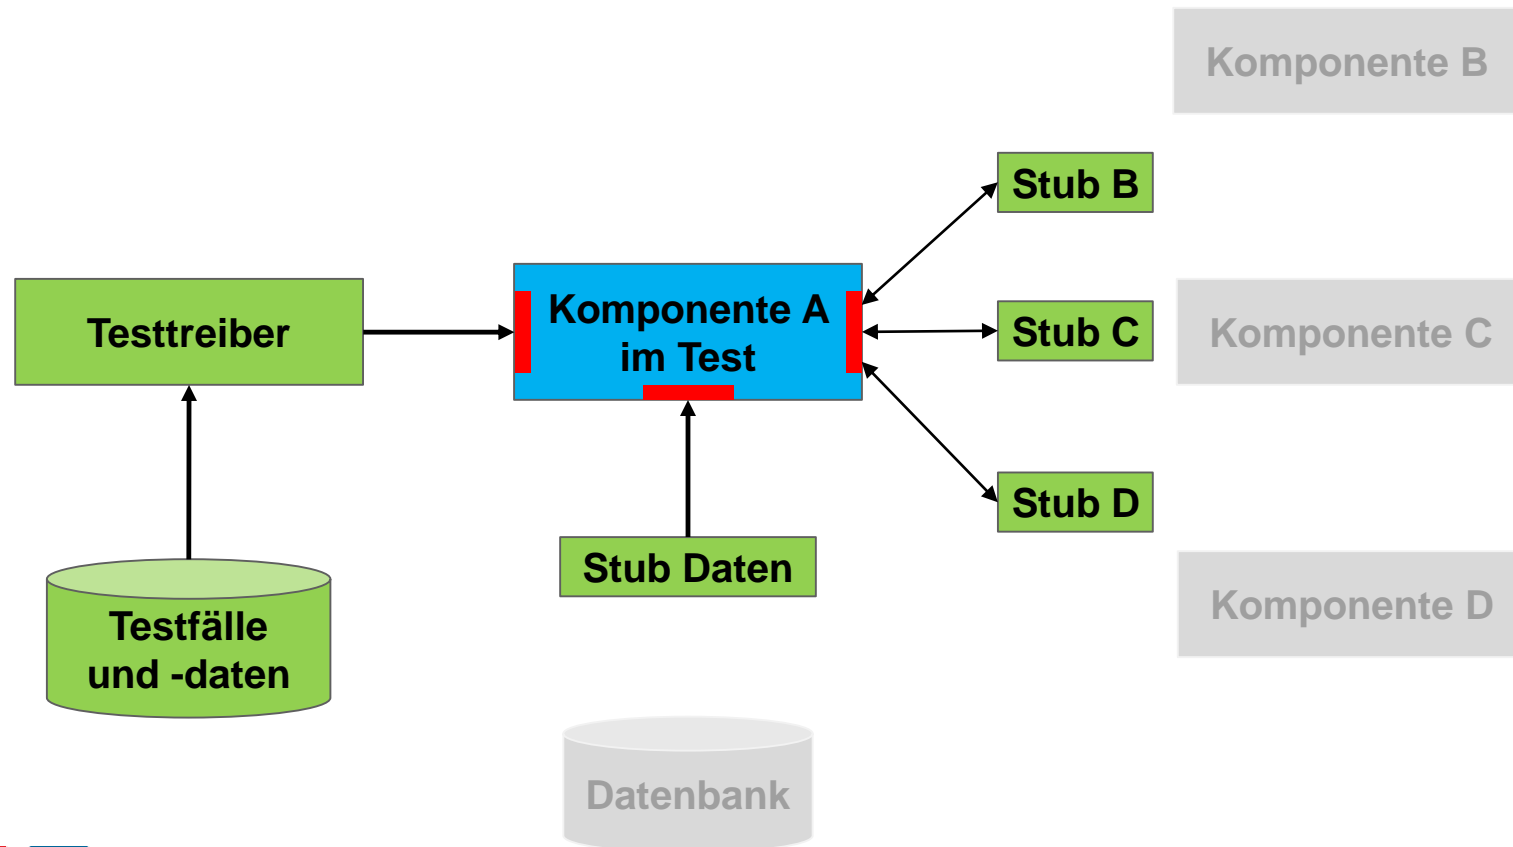 Komponente B
Stub B
Testtreiber
Komponente A
im Test
Stub C
Komponente C
Stub D
Stub Daten
Komponente D
Testfälle
und -daten
Datenbank